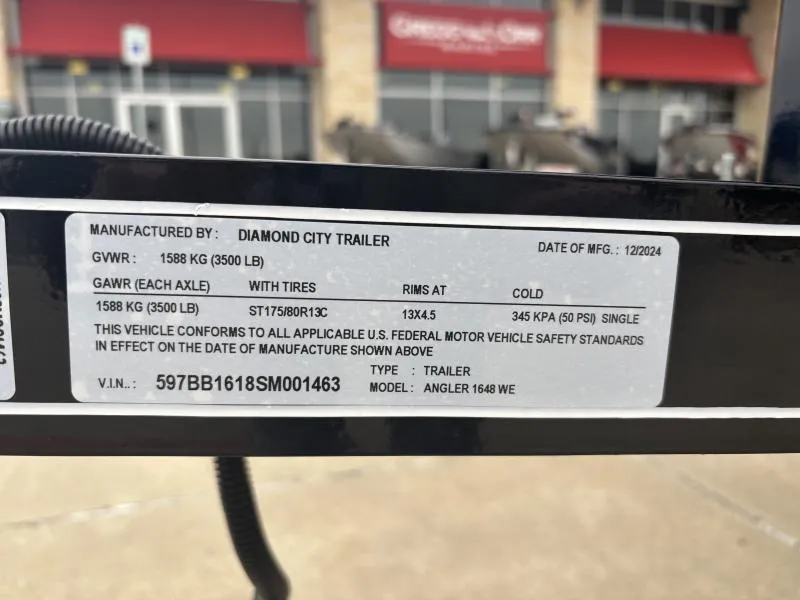 MANUFACTURED BY : DIAMOND CITY TRAILER DATE OF MFG. : 12/2024
GVWR : 1588 KG (3500 LB)
GAWR (EACH AXLE) WITH TIRES RIMS AT COLD
1588 KG (3500 LB) ST175/80R13C 13X4.5 345 KPA (50 PSI) SINGLE
THIS VEHICLE CONFORMS TO ALL APPLICABLE U.S. FEDERAL MOTOR VEHICLE SAFETY STANDARDS
IN EFFECT ON THE DATE OF MANUFACTURE SHOWN ABOVE
V.I.N.. : 597BB1618SM001463 TYPE : TRAILER
MODEL : ANGLER 1648 WE